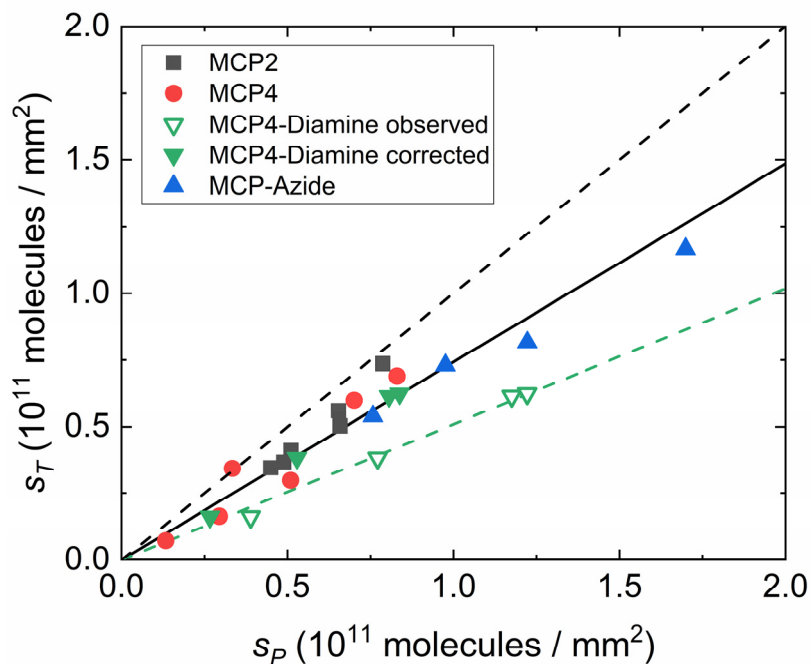 2.0
MCP2
MCP4
MCP4-Diamine observed
MCP4-Diamine corrected
MCP-Azide
1.5
1.0
0.5
0.0
s_T (10^11 molecules / mm^2)
0.0 0.5 1.0 1.5 2.0
s_P (10^11 molecules / mm^2)